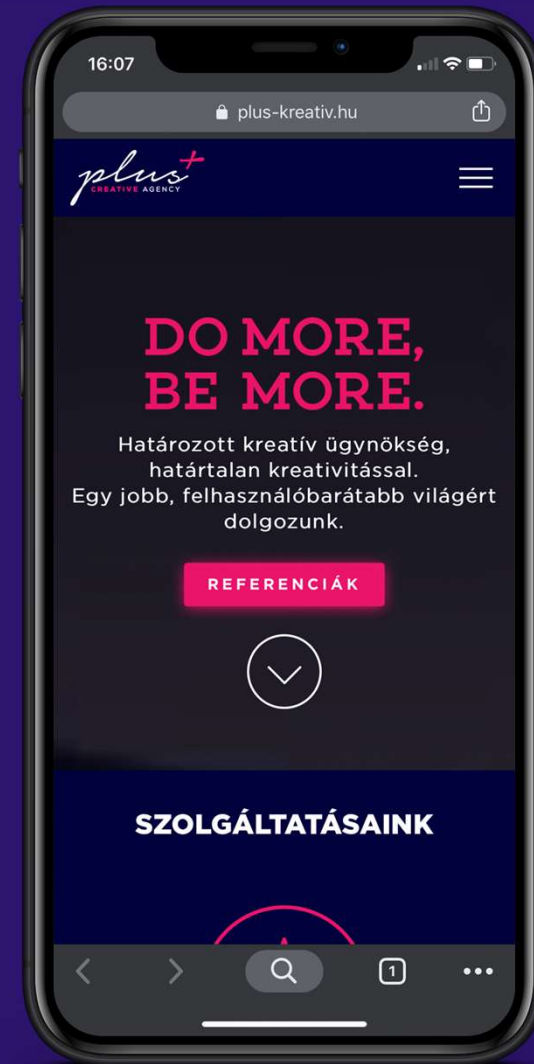 16:07
plus-kreativ.hu
plus+
CREATIVE AGENCY
DO MORE,
BE MORE.
Határozott kreatív ügynökség,
határtalan kreativitással.
Egy jobb, felhasználóbarátabb világért
dolgozunk.
REFERENCIÁK
SZOLGÁLTATÁSAINK
1